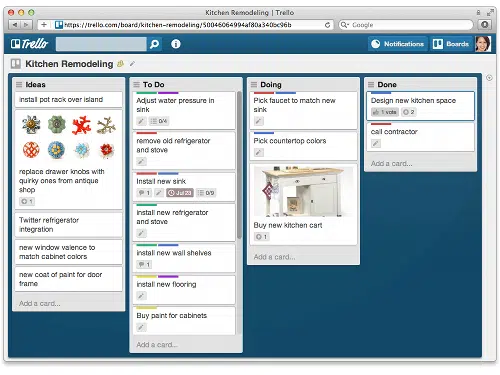 Kitchen Remodeling | Trello
https://trello.com/board/kitchen-remodeling/50046064994af80a340bc96b
Google
Trello
Notifications
Boards
Kitchen Remodeling
Ideas
install pot rack over island
replace drawer knobs with
quirky ones from antique
shop
1
Twitter refrigerator
integration
new window valence to
match cabinet colors
new coat of paint for door
frame
Add a card...
To Do
Adjust water pressure in
sink
0/4
remove old refrigerator
and stove
Install new sink
1
Jul 23
0/9
install new refrigerator
and stove
install new wall shelves
1
install new flooring
Buy paint for cabinets
Add a card...
Doing
Pick faucet to match new
sink
Pick countertop colors
Buy new kitchen cart
1
Add a card...
Done
Design new kitchen space
1 vote
2
call contractor
Add a card...